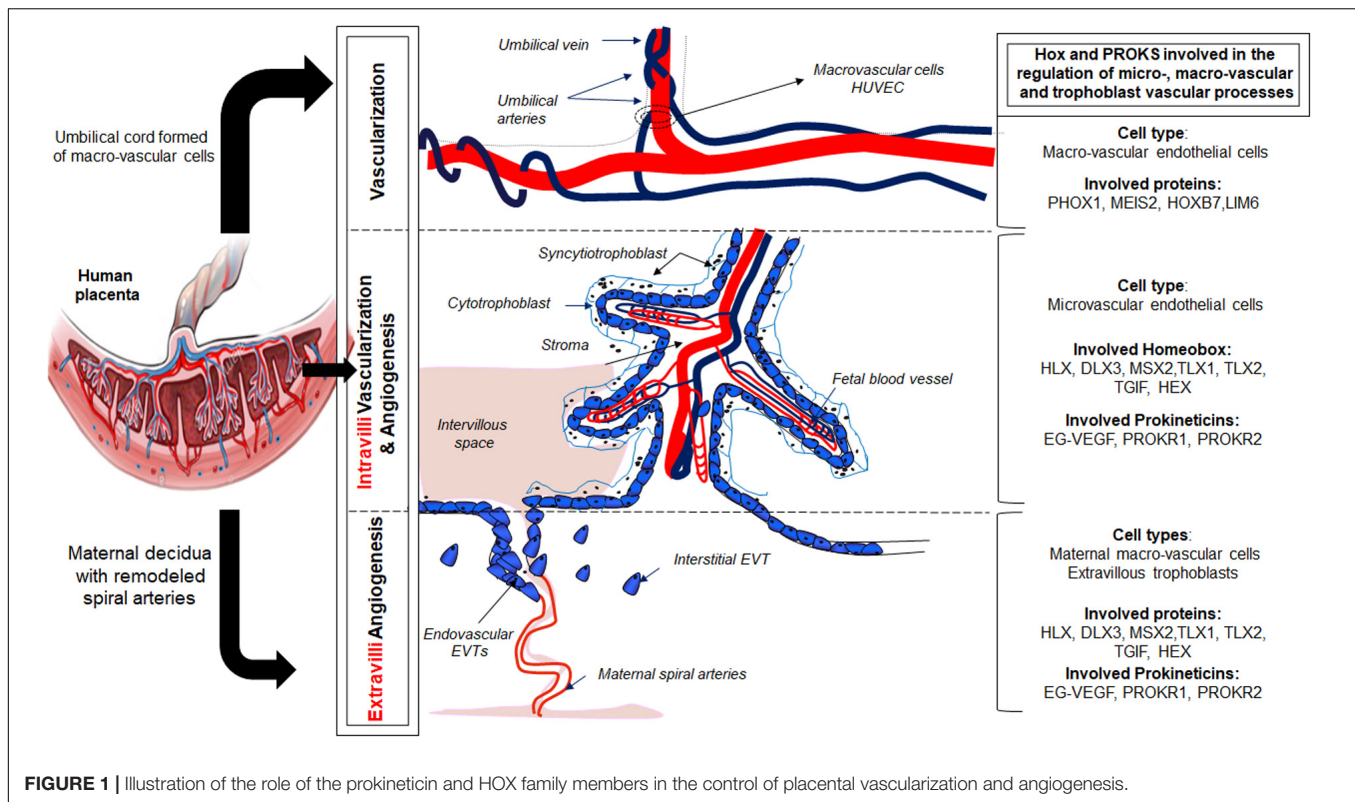 Umbilical cord formed
of macro-vascular cells
Human
placenta
Maternal decidua
with remodeled
spiral arteries
Vascularization
Intravilli Vascularization
& Angiogenesis
Extravilli Angiogenesis
Umbilical vein
Umbilical
arteries
Macrovascular cells
HUVEC
Syncytiotrophoblast
Cytotrophoblast
Stroma
Fetal blood vessel
Intervillous
space
Interstitial EVT
Endovascular
EVTs
Maternal spiral arteries
Hox and PROKS involved in the
regulation of micro-, macro-vascular
and trophoblast vascular processes
Cell type:
Macro-vascular endothelial cells
Involved proteins:
PHOX1, MEIS2, HOXB7,LIM6
Cell type:
Microvascular endothelial cells
Involved Homeobox:
HLX, DLX3, MSX2,TLX1, TLX2,
TGIF, HEX
Involved Prokineticins:
EG-VEGF, PROKR1, PROKR2
Cell types:
Maternal macro-vascular cells
Extravillous trophoblasts
Involved proteins:
HLX, DLX3, MSX2,TLX1, TLX2,
TGIF, HEX
Involved Prokineticins:
EG-VEGF, PROKR1, PROKR2
FIGURE 1 | Illustration of the role of the prokineticin and HOX family members in the control of placental vascularization and angiogenesis.